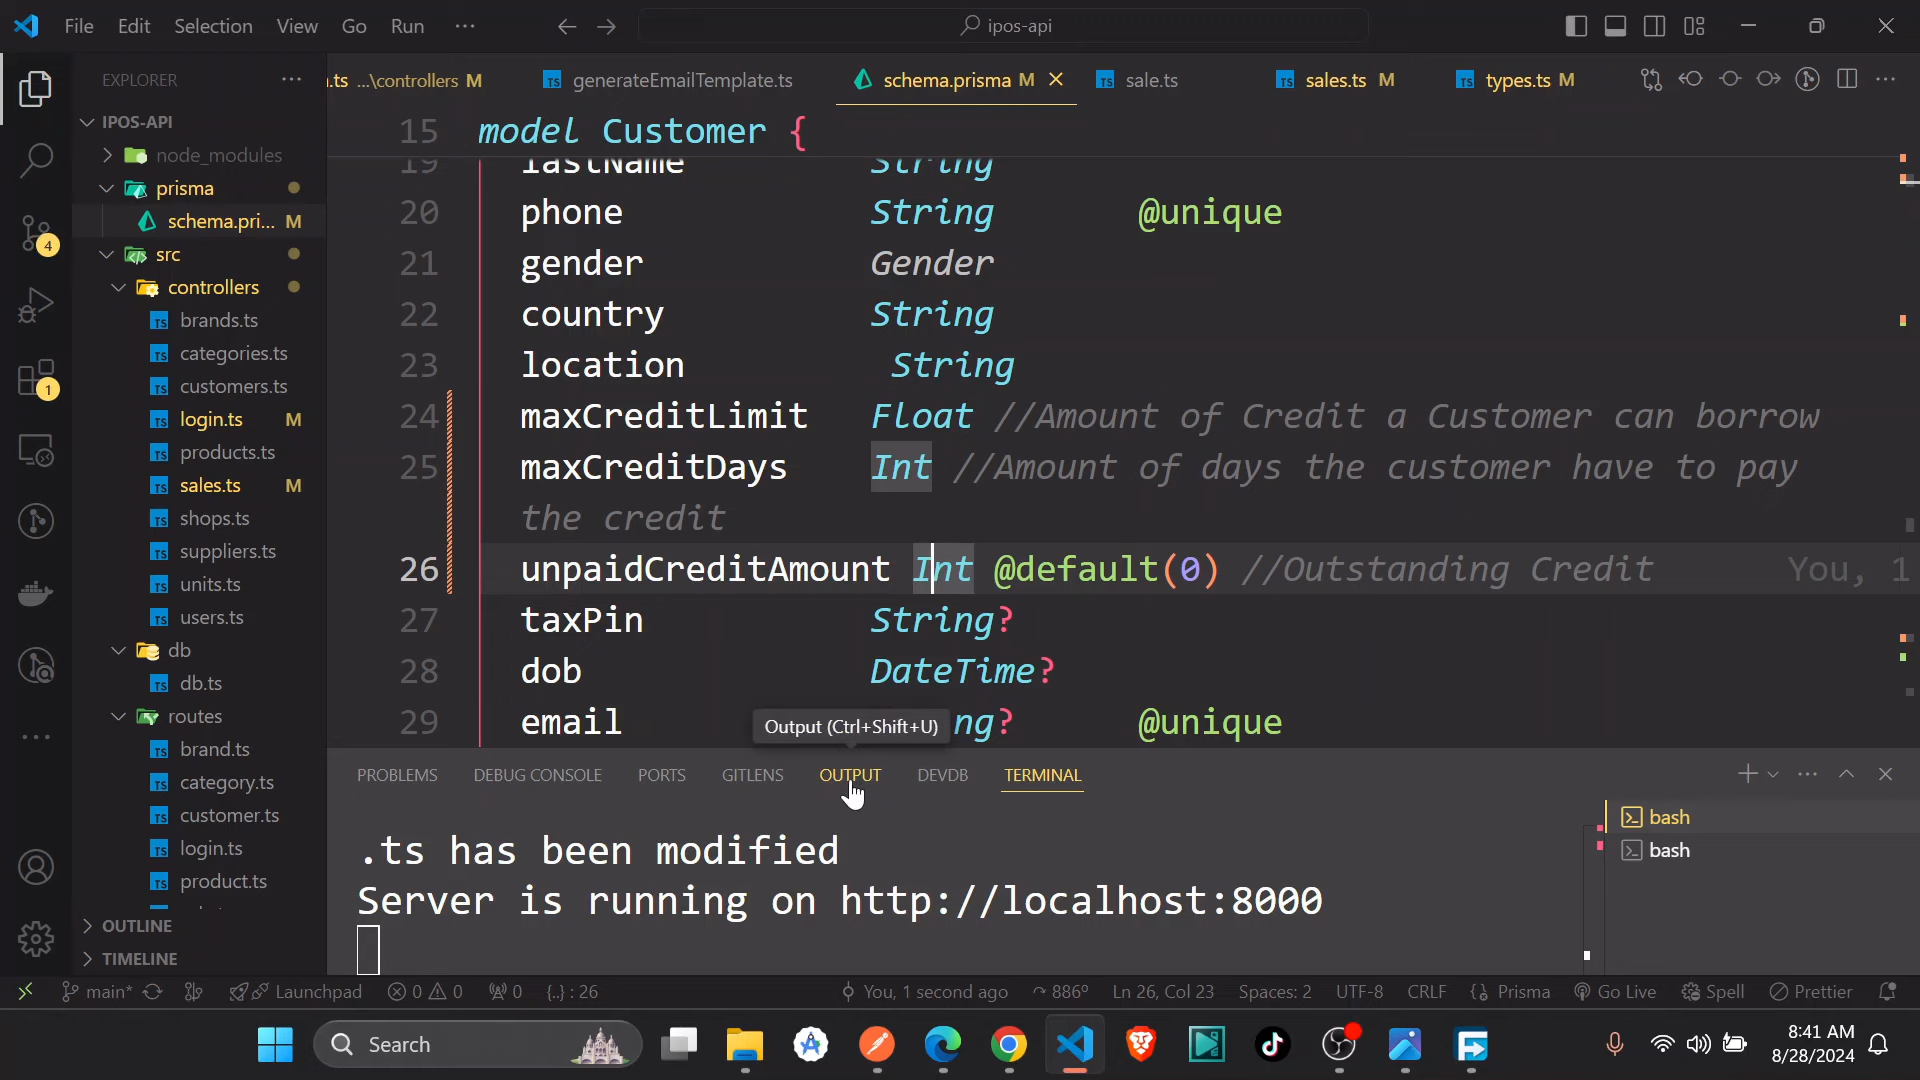 File Edit View Go Run ipos-api
EXPLORER
IPOS-API
node_modules
prisma
schema.pri... M
src
controllers
brands.ts
categories.ts
customers.ts
login.ts M
products.ts
sales.ts M
shops.ts
suppliers.ts
units.ts
users.ts
db
db.ts
routes
brand.ts
category.ts
customer.ts
login.ts
product.ts
OUTLINE
TIMELINE
.ts ...\controllers M generateEmailTemplate.ts schema.prisma M sale.ts sales.ts M types.ts M
15 model Customer {
19 lastName String
20 phone String @unique
21 gender Gender
22 country String
23 location String
24 maxCreditLimit Float //Amount of Credit a Customer can borrow
25 maxCreditDays Int //Amount of days the customer have to pay
the credit
26 unpaidCreditAmount Int @default(0) //Outstanding Credit You, 1
27 taxPin String?
28 dob DateTime?
29 email ng? @unique
Output (Ctrl+Shift+U)
PROBLEMS DEBUG CONSOLE PORTS GITLENS OUTPUT DEVDB TERMINAL
.ts has been modified
Server is running on http://localhost:8000
bash
bash
main* Launchpad 0 0 0 {..} : 26 You, 1 second ago 886° Ln 26, Col 23 Spaces: 2 UTF-8 CRLF Prisma Go Live Spell Prettier
Search
8:41 AM
8/28/2024
4
1